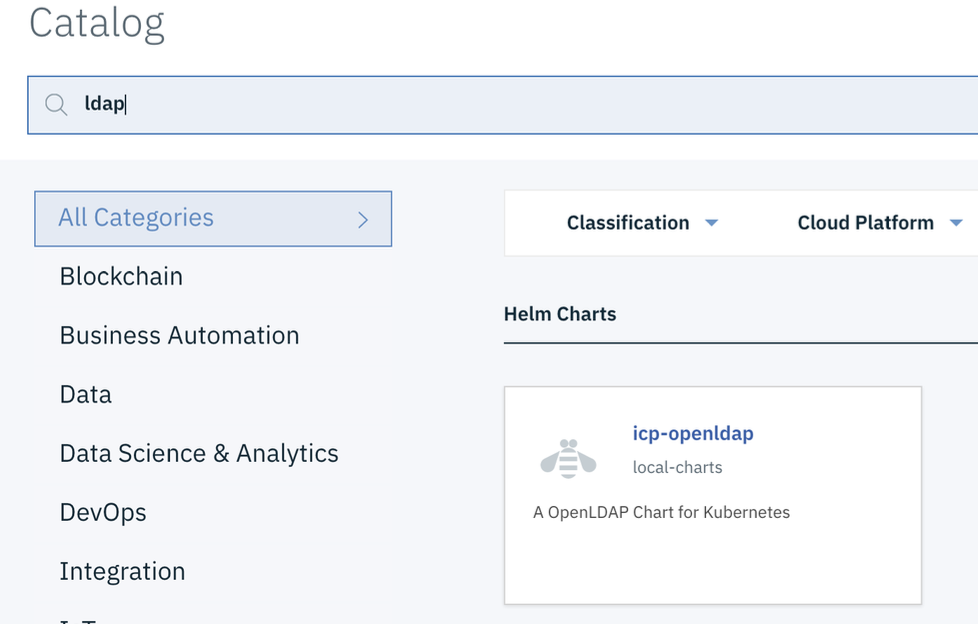 Catalog
ldap
All Categories
Blockchain
Business Automation
Data
Data Science & Analytics
DevOps
Integration
Classification
Cloud Platform
Helm Charts
icp-openldap
local-charts
A OpenLDAP Chart for Kubernetes